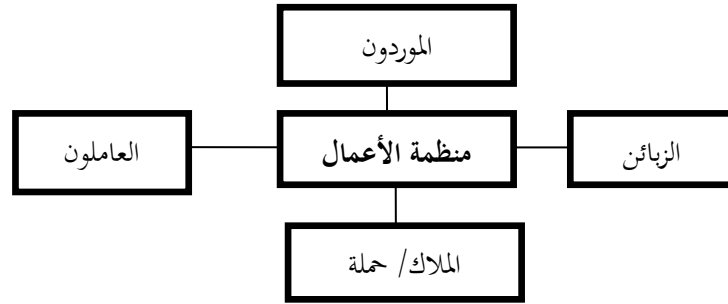 الموردون
الزبائن
منظمة الأعمال
العاملون
الملاك/ حملة